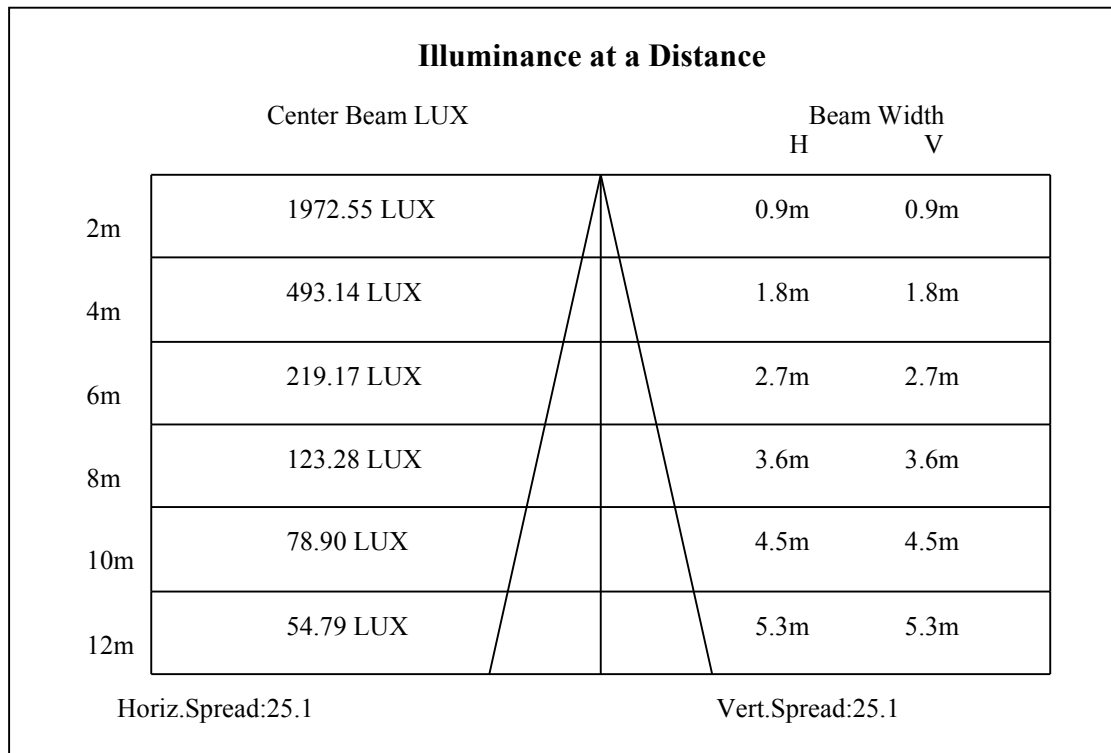 Illuminance at a Distance
Center Beam LUX Beam Width
H V
2m 1972.55 LUX 0.9m 0.9m
4m 493.14 LUX 1.8m 1.8m
6m 219.17 LUX 2.7m 2.7m
8m 123.28 LUX 3.6m 3.6m
10m 78.90 LUX 4.5m 4.5m
12m 54.79 LUX 5.3m 5.3m
Horiz.Spread:25.1 Vert.Spread:25.1